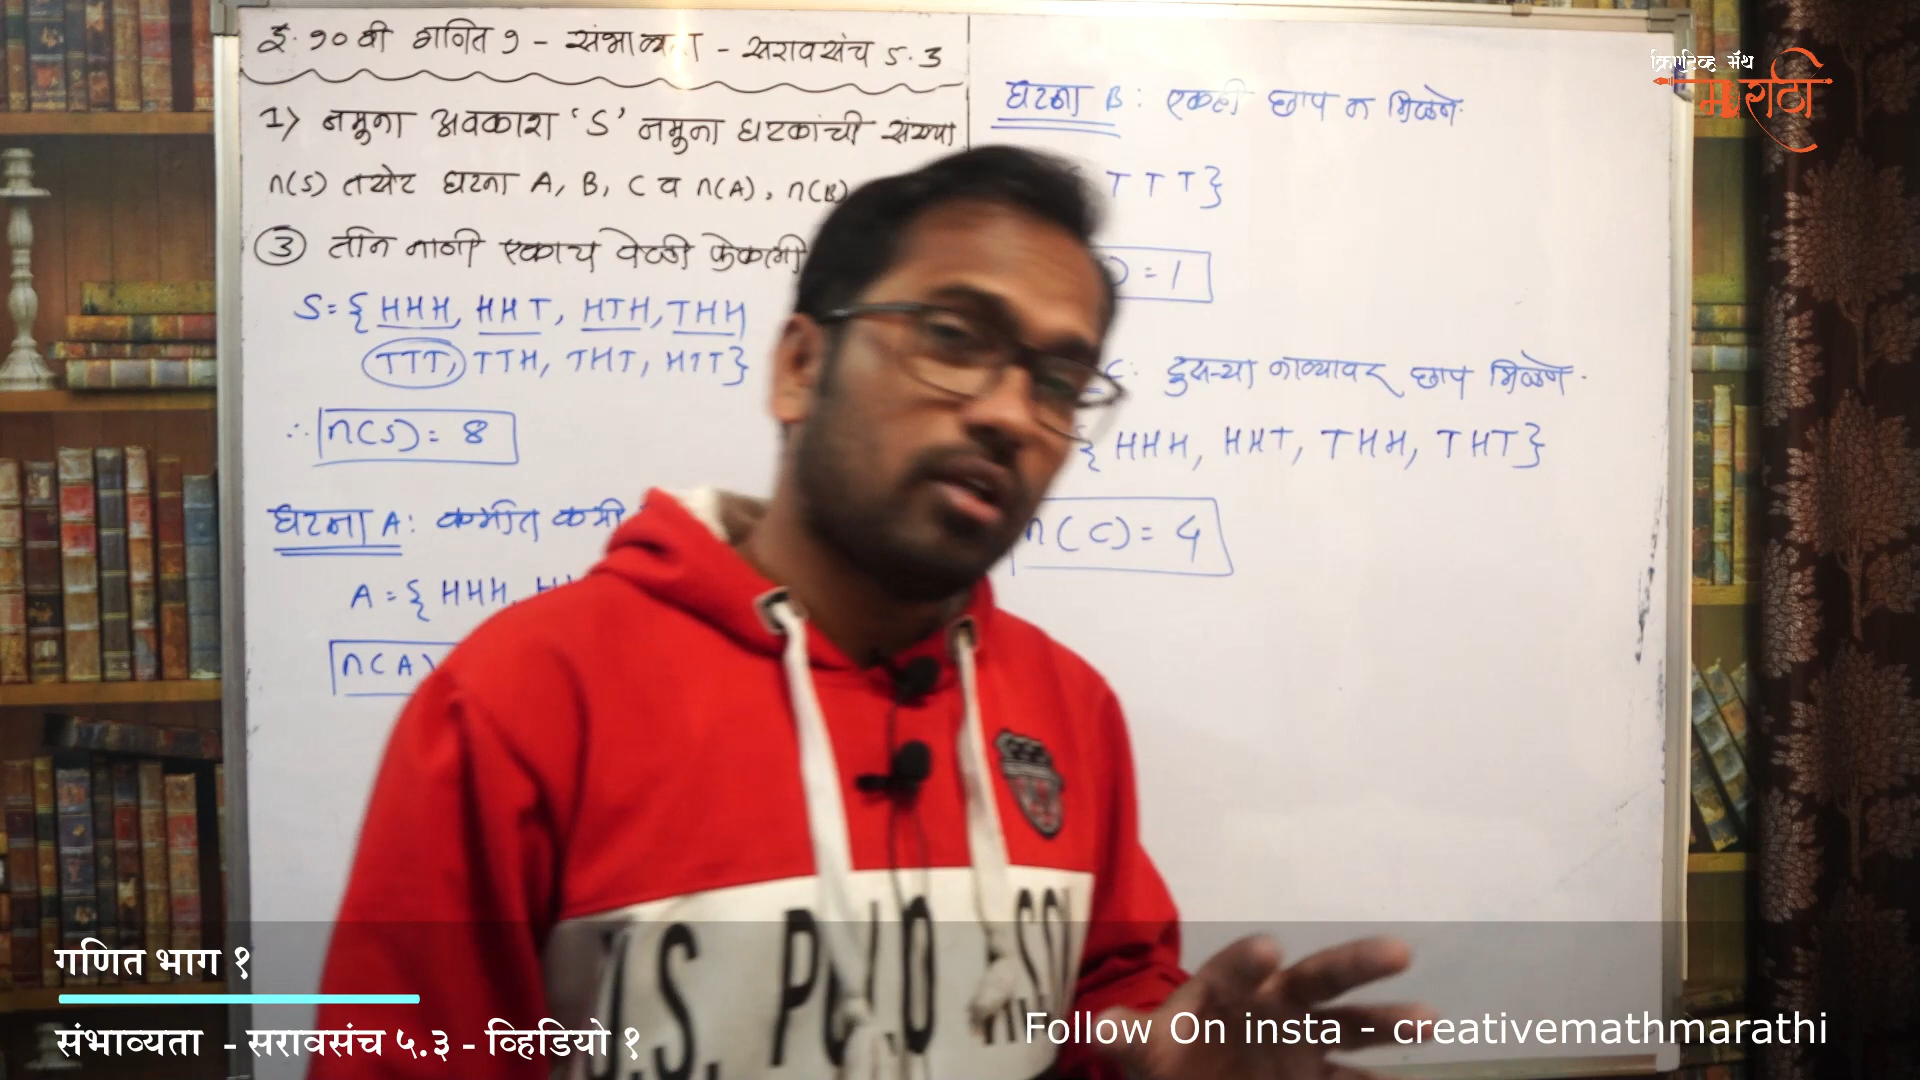 इ. १० वी गणित १ - संभाव्यता - सरावसंच ५.३
1) नमुना अवकाश 'S' नमुना घटकांची संख्या
n(S) तसेट घटना A, B, C व n(A), n(B)
③ तीन नाणी एकाच वेळी फेकली
S = { HHH, HHT, HTH, THH
TTT, TTH, THT, HTT}
∴ n(S) = 8
घटना A : कमीत कमी
A = { HHH,
n(A)
घटना B : एकही छाप न मिळणे.
TTT}
) = 1
C: दुसऱ्या नाण्यावर छाप मिळणे.
{ HHH, HHT, THH, THT}
n(C) = 4
क्रिएटिव्ह मॅथ
मराठी
U.S. POLO ASSN
गणित भाग १
संभाव्यता - सरावसंच ५.३ - व्हिडियो १
Follow On insta - creativemathmarathi